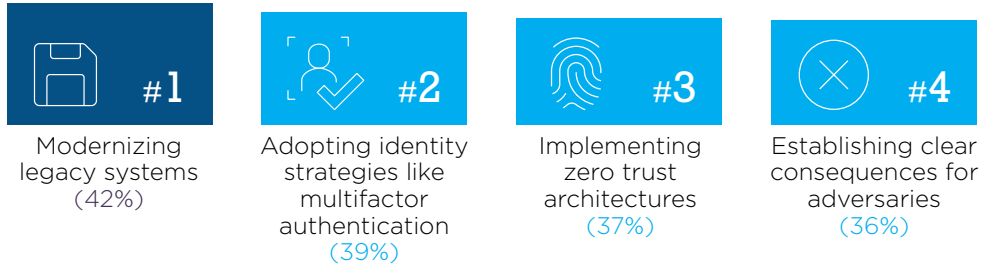 #1
Modernizing
legacy systems
(42%)
#2
Adopting identity
strategies like
multifactor
authentication
(39%)
#3
Implementing
zero trust
architectures
(37%)
#4
Establishing clear
consequences for
adversaries
(36%)